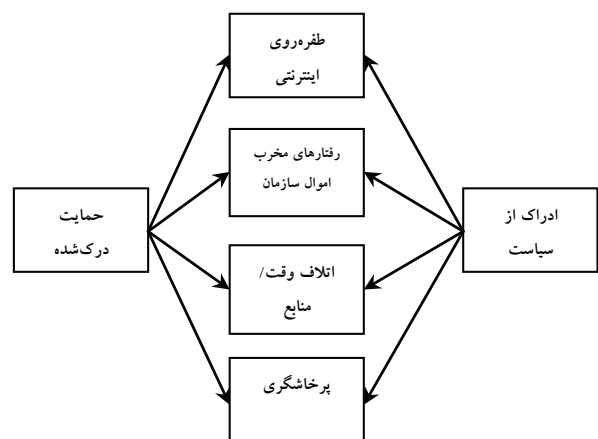 طفره‌روی
اینترنتی
رفتارهای مخرب
اموال سازمان
ادراک از
سیاست
حمایت
درک‌شده
اتلاف وقت/
منابع
پرخاشگری